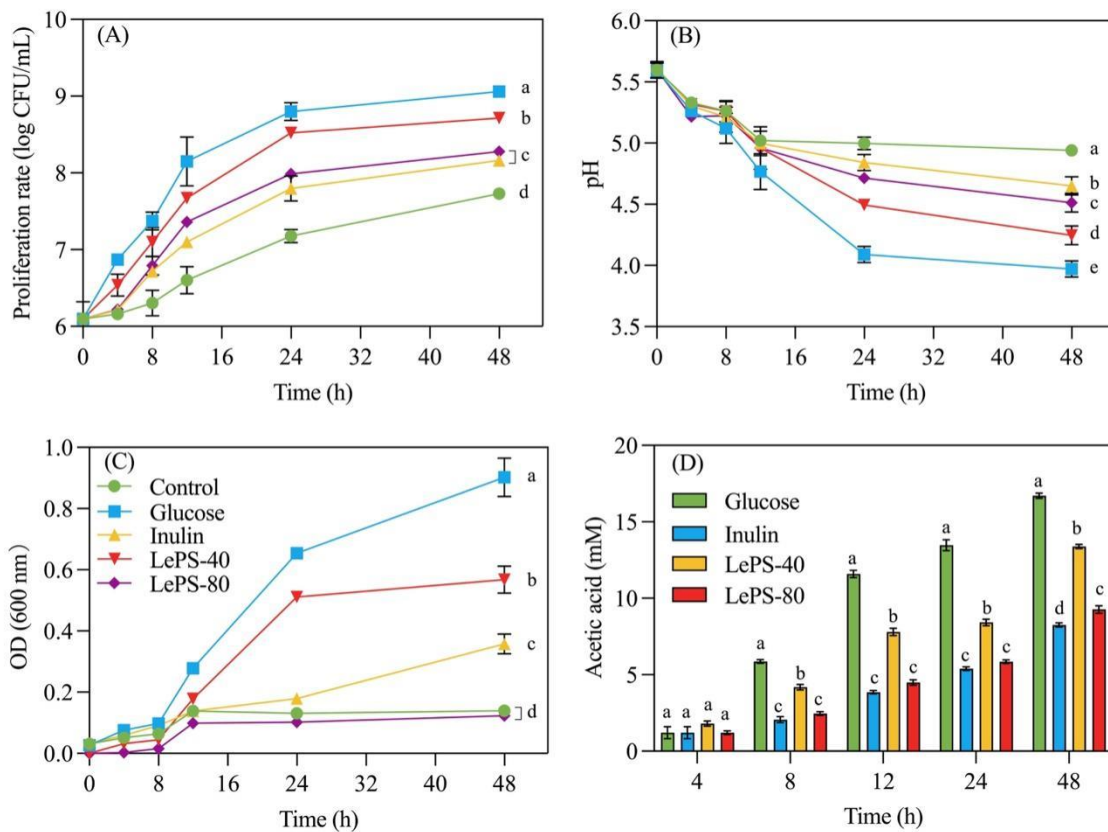 (A)
Proliferation rate (log CFU/mL)
10
9
8
7
6
0 8 16 24 32 40 48
Time (h)
a
b
c
d
(B)
pH
6.0
5.5
5.0
4.5
4.0
3.5
0 8 16 24 32 40 48
Time (h)
a
b
c
d
e
(C)
OD (600 nm)
1.0
0.8
0.6
0.4
0.2
0.0
0 8 16 24 32 40 48
Time (h)
Control
Glucose
Inulin
LePS-40
LePS-80
a
b
c
d
(D)
Acetic acid (mM)
20
15
10
5
0
4 8 12 24 48
Time (h)
Glucose
Inulin
LePS-40
LePS-80
a a a a
a c b c
a c b c
a c b c
a d b c